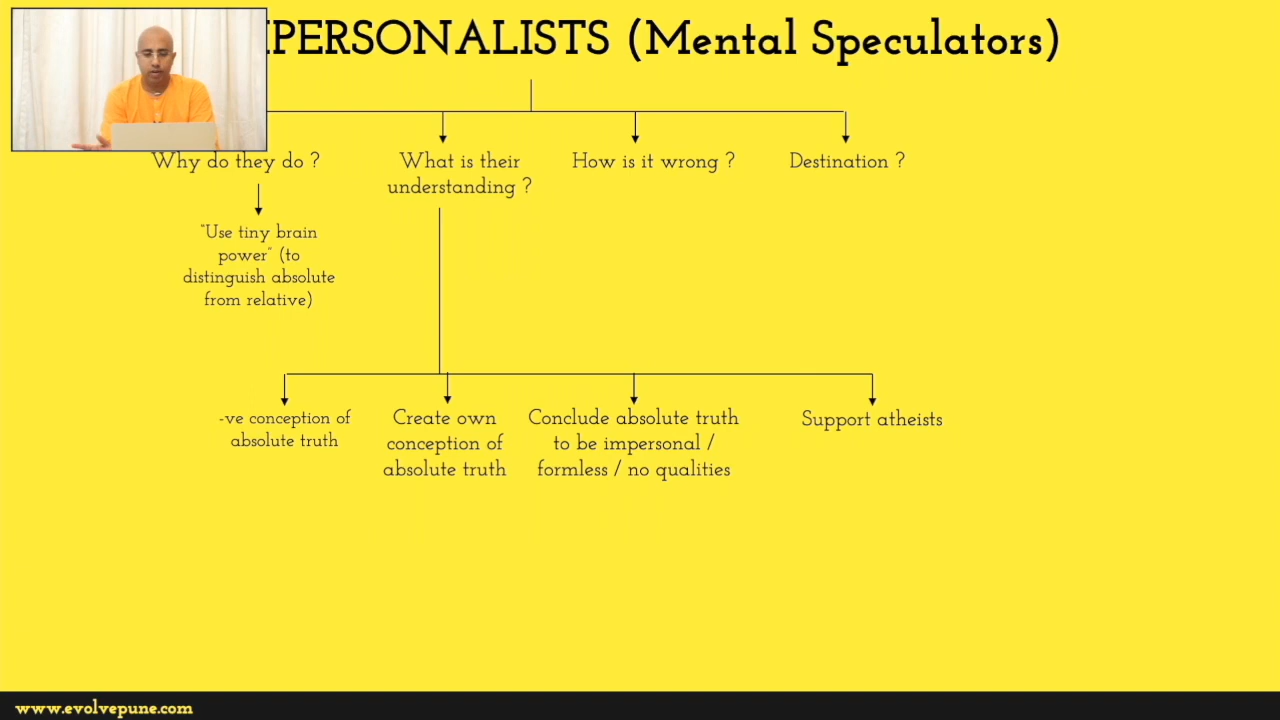 IPERSONALISTS (Mental Speculators)
Why do they do ?
What is their
understanding ?
How is it wrong ?
Destination ?
"Use tiny brain
power" (to
distinguish absolute
from relative)
-ve conception of
absolute truth
Create own
conception of
absolute truth
Conclude absolute truth
to be impersonal /
formless / no qualities
Support atheists
www.evolvepune.com